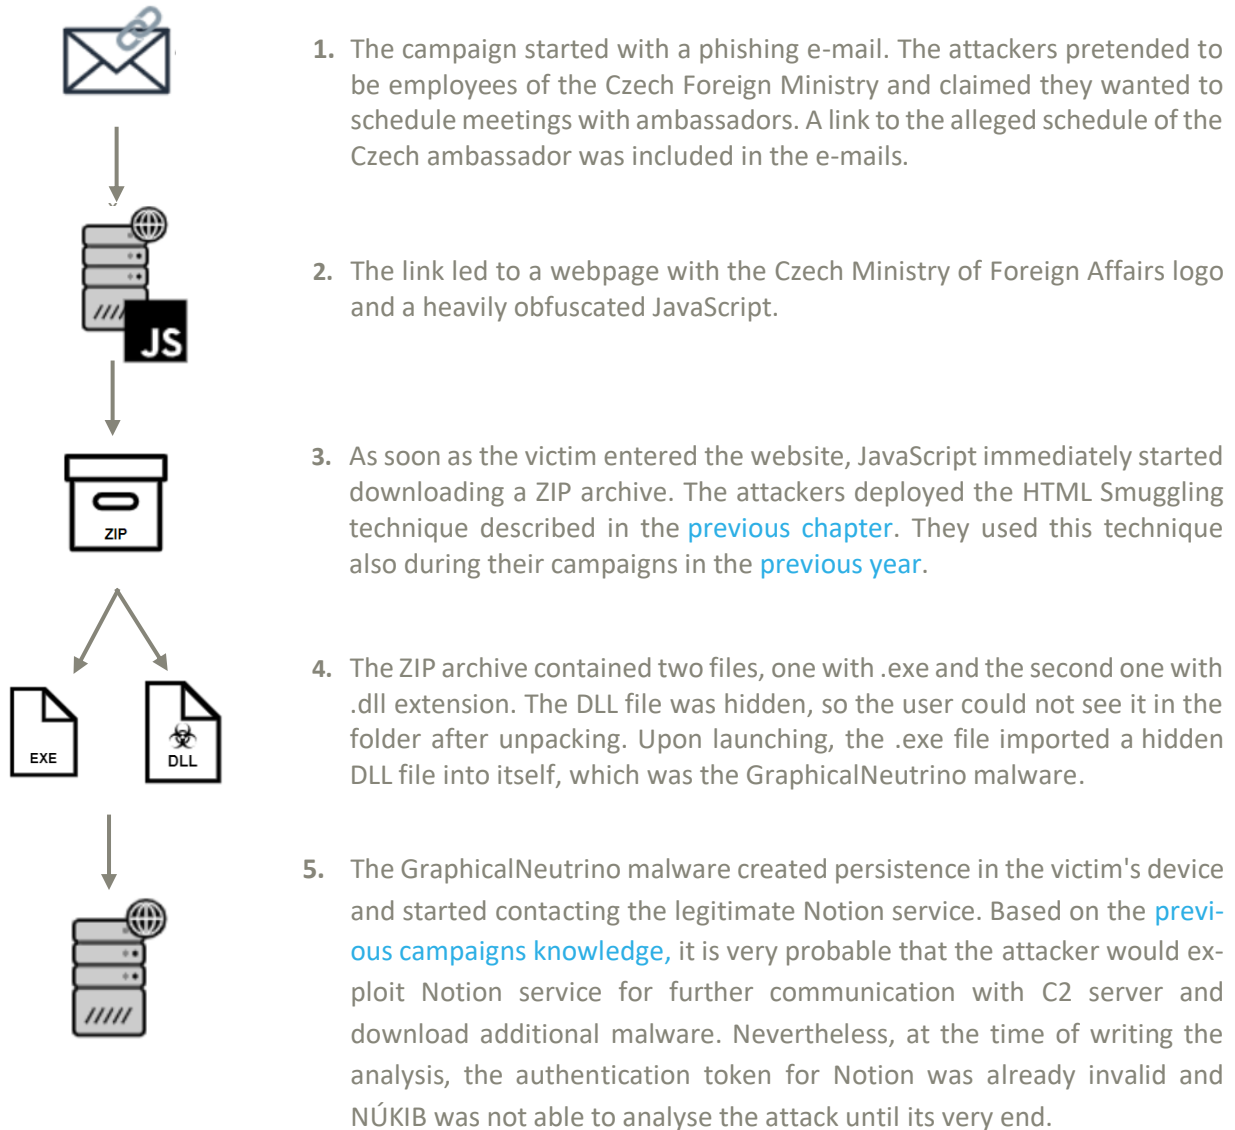 1. The campaign started with a phishing e-mail. The attackers pretended to
be employees of the Czech Foreign Ministry and claimed they wanted to
schedule meetings with ambassadors. A link to the alleged schedule of the
Czech ambassador was included in the e-mails.
JS
2. The link led to a webpage with the Czech Ministry of Foreign Affairs logo
and a heavily obfuscated JavaScript.
ZIP
3. As soon as the victim entered the website, JavaScript immediately started
downloading a ZIP archive. The attackers deployed the HTML Smuggling
technique described in the previous chapter. They used this technique
also during their campaigns in the previous year.
EXE
DLL
4. The ZIP archive contained two files, one with .exe and the second one with
.dll extension. The DLL file was hidden, so the user could not see it in the
folder after unpacking. Upon launching, the .exe file imported a hidden
DLL file into itself, which was the GraphicalNeutrino malware.
5. The GraphicalNeutrino malware created persistence in the victim's device
and started contacting the legitimate Notion service. Based on the previ-
ous campaigns knowledge, it is very probable that the attacker would ex-
ploit Notion service for further communication with C2 server and
download additional malware. Nevertheless, at the time of writing the
analysis, the authentication token for Notion was already invalid and
NÚKIB was not able to analyse the attack until its very end.